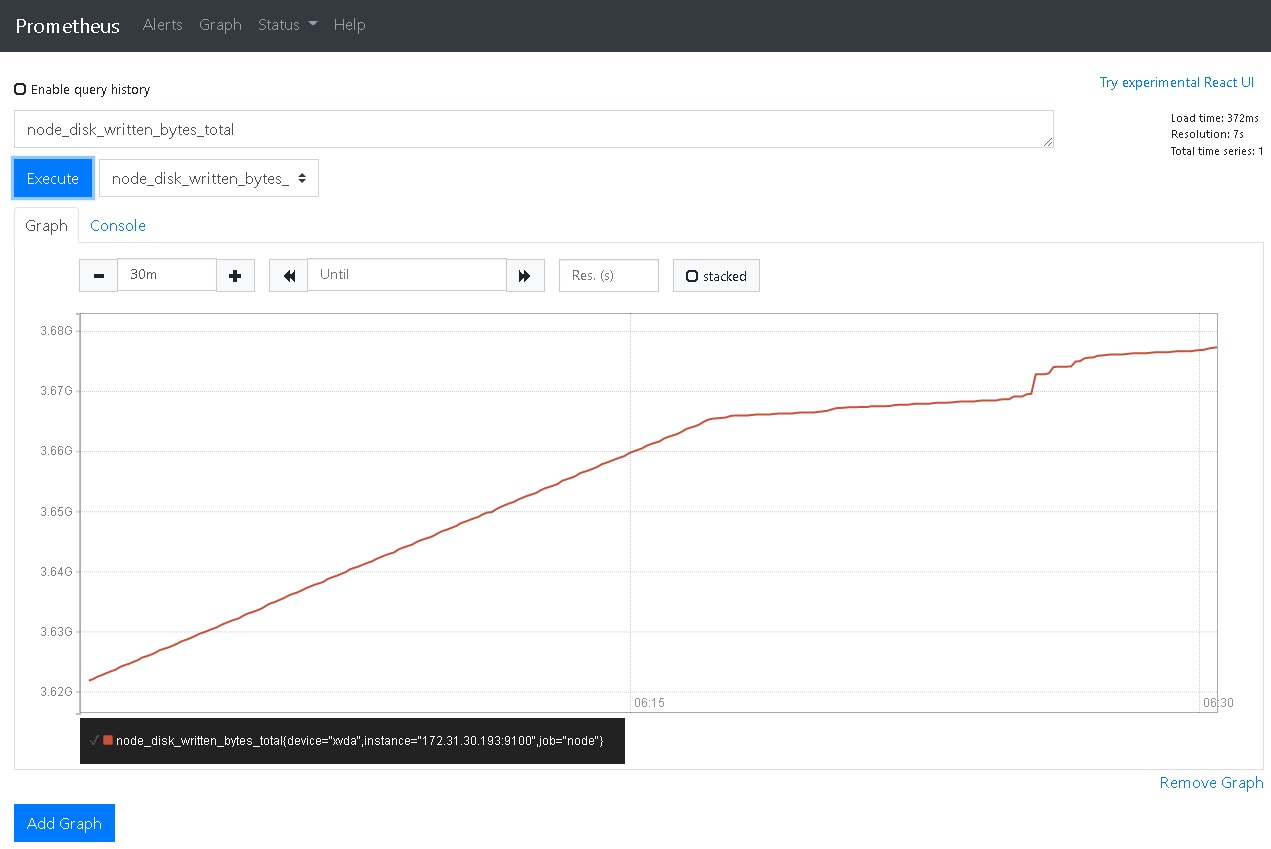 Prometheus Alerts Graph Status Help
Try experimental React UI
Enable query history
node_disk_written_bytes_total
Load time: 372ms
Resolution: 7s
Total time series: 1
Execute node_disk_written_bytes_
Graph Console
30m Until Res. (s) stacked
3.68G
3.67G
3.66G
3.65G
3.64G
3.63G
3.62G
06:15 06:30
node_disk_written_bytes_total{device="xvda",instance="172.31.30.193:9100",job="node"}
Remove Graph
Add Graph